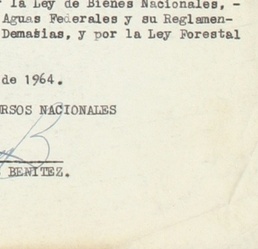 la Ley de Bienes Nacionales, -
Aguas Federales y su Reglamen-
Demasías, y por la Ley Forestal
de 1964.
RSOS NACIONALES
BENITEZ.